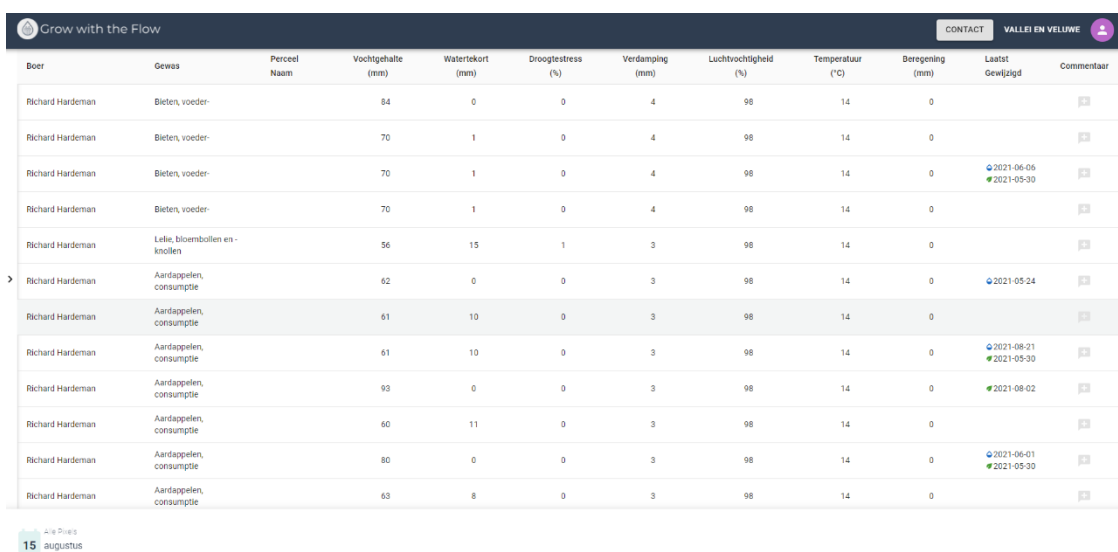 Grow with the Flow CONTACT VALLEI EN VELUWE
Boer Gewas Perceel Naam Vochtgehalte (mm) Watertekort (mm) Droogtestress (%) Verdamping (mm) Luchtvochtigheid (%) Temperatuur (°C) Beregening (mm) Laatst Gewijzigd Commentaar
Richard Hardeman Bieten, voeder- 84 0 0 4 98 14 0
Richard Hardeman Bieten, voeder- 70 1 0 4 98 14 0
Richard Hardeman Bieten, voeder- 70 1 0 4 98 14 0 2021-06-06 2021-05-30
Richard Hardeman Bieten, voeder- 70 1 0 4 98 14 0
Richard Hardeman Lelie, bloembollen en -knollen 56 15 1 3 98 14 0
Richard Hardeman Aardappelen, consumptie 62 0 0 3 98 14 0 2021-05-24
Richard Hardeman Aardappelen, consumptie 61 10 0 3 98 14 0
Richard Hardeman Aardappelen, consumptie 61 10 0 3 98 14 0 2021-08-21 2021-05-30
Richard Hardeman Aardappelen, consumptie 93 0 0 3 98 14 0 2021-08-02
Richard Hardeman Aardappelen, consumptie 60 11 0 3 98 14 0
Richard Hardeman Aardappelen, consumptie 80 0 0 3 98 14 0 2021-06-01 2021-05-30
Richard Hardeman Aardappelen, consumptie 63 8 0 3 98 14 0
Pixels
15 augustus